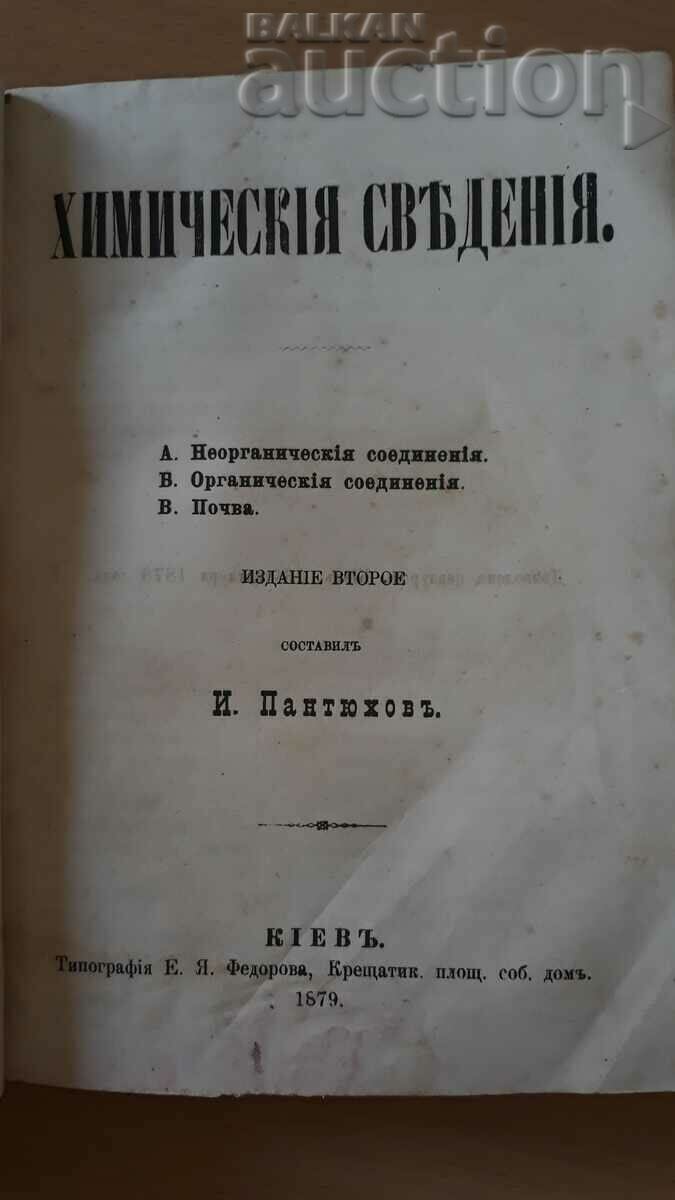 BALKAN
auction
ХИМИЧЕСКІЯ СВѢДЕНІЯ.
А. Неорганическія соединенія.
Б. Органическія соединенія.
В. Почва.
ИЗДАНІЕ ВТОРОЕ
СОСТАВИЛЪ
И. Пантюховъ.
КІЕВЪ.
Типографія Е. Я. Федорова, Крещатик. площ. соб. домъ.
1879.